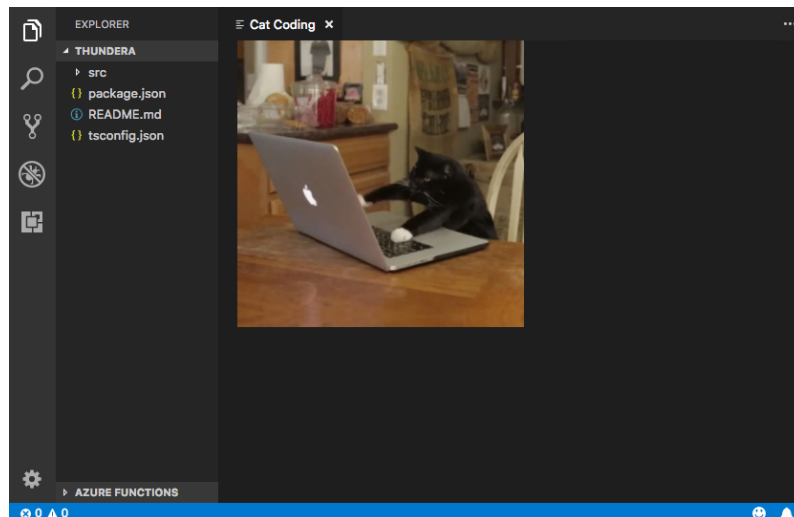 EXPLORER
THUNDERA
src
package.json
README.md
tsconfig.json
AZURE FUNCTIONS
Cat Coding
0 0